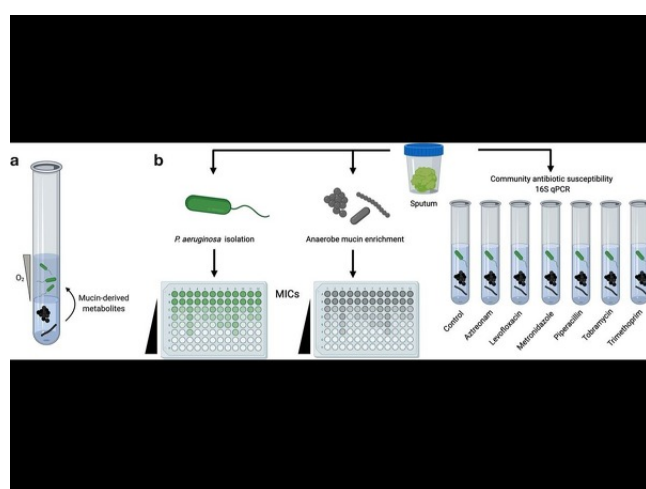 a
b
Sputum
Community antibiotic susceptibility
16S qPCR
O₂
Mucin-derived
metabolites
P. aeruginosa isolation
Anaerobe mucin enrichment
MICs
Control
Aztreonam
Levofloxacin
Metronidazole
Piperacillin
Tobramycin
Trimethoprim